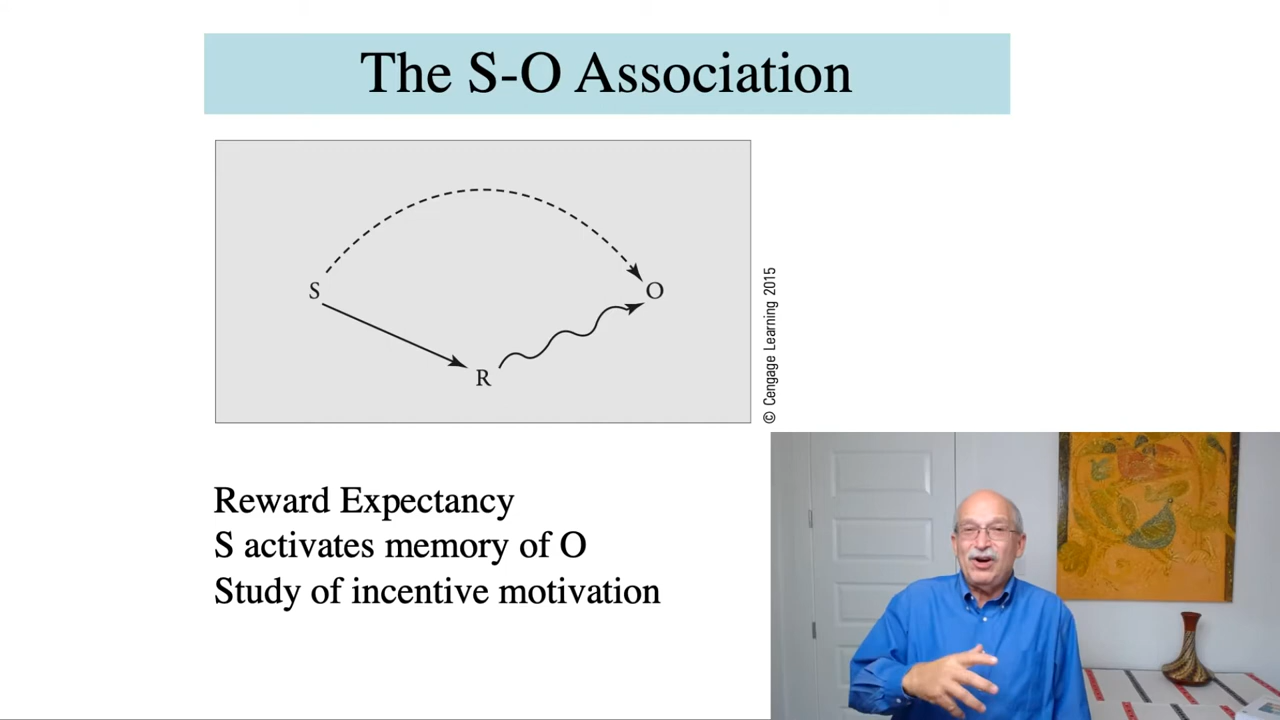 The S-O Association
S
O
R
© Cengage Learning 2015
Reward Expectancy
S activates memory of O
Study of incentive motivation